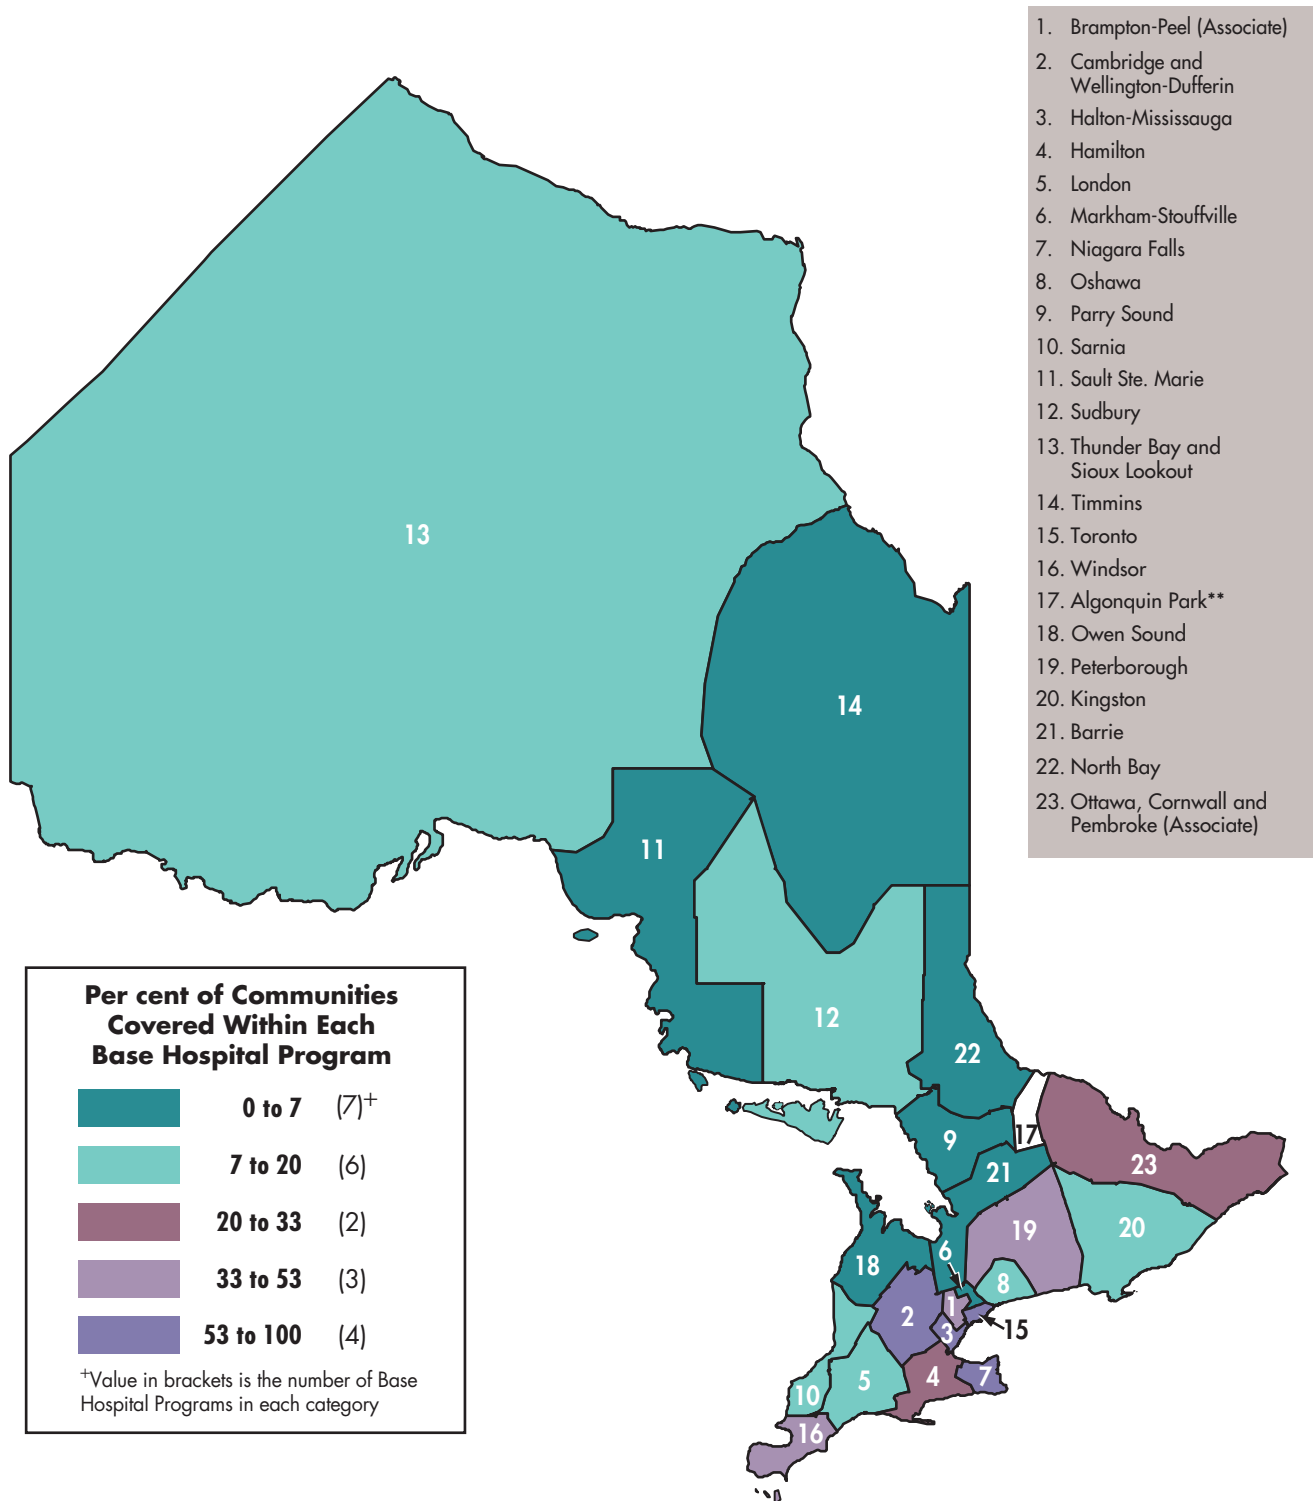 1. Brampton-Peel (Associate)
2. Cambridge and
Wellington-Dufferin
3. Halton-Mississauga
4. Hamilton
5. London
6. Markham-Stouffville
7. Niagara Falls
8. Oshawa
9. Parry Sound
10. Sarnia
11. Sault Ste. Marie
12. Sudbury
13. Thunder Bay and
Sioux Lookout
14. Timmins
15. Toronto
16. Windsor
17. Algonquin Park**
18. Owen Sound
19. Peterborough
20. Kingston
21. Barrie
22. North Bay
23. Ottawa, Cornwall and
Pembroke (Associate)
13
14
11
12
22
17
9
23
21
19
20
6
18
8
1
2
15
3
4
7
5
10
16
Per cent of Communities
Covered Within Each
Base Hospital Program
0 to 7 (7)+
7 to 20 (6)
20 to 33 (2)
33 to 53 (3)
53 to 100 (4)
+Value in brackets is the number of Base
Hospital Programs in each category